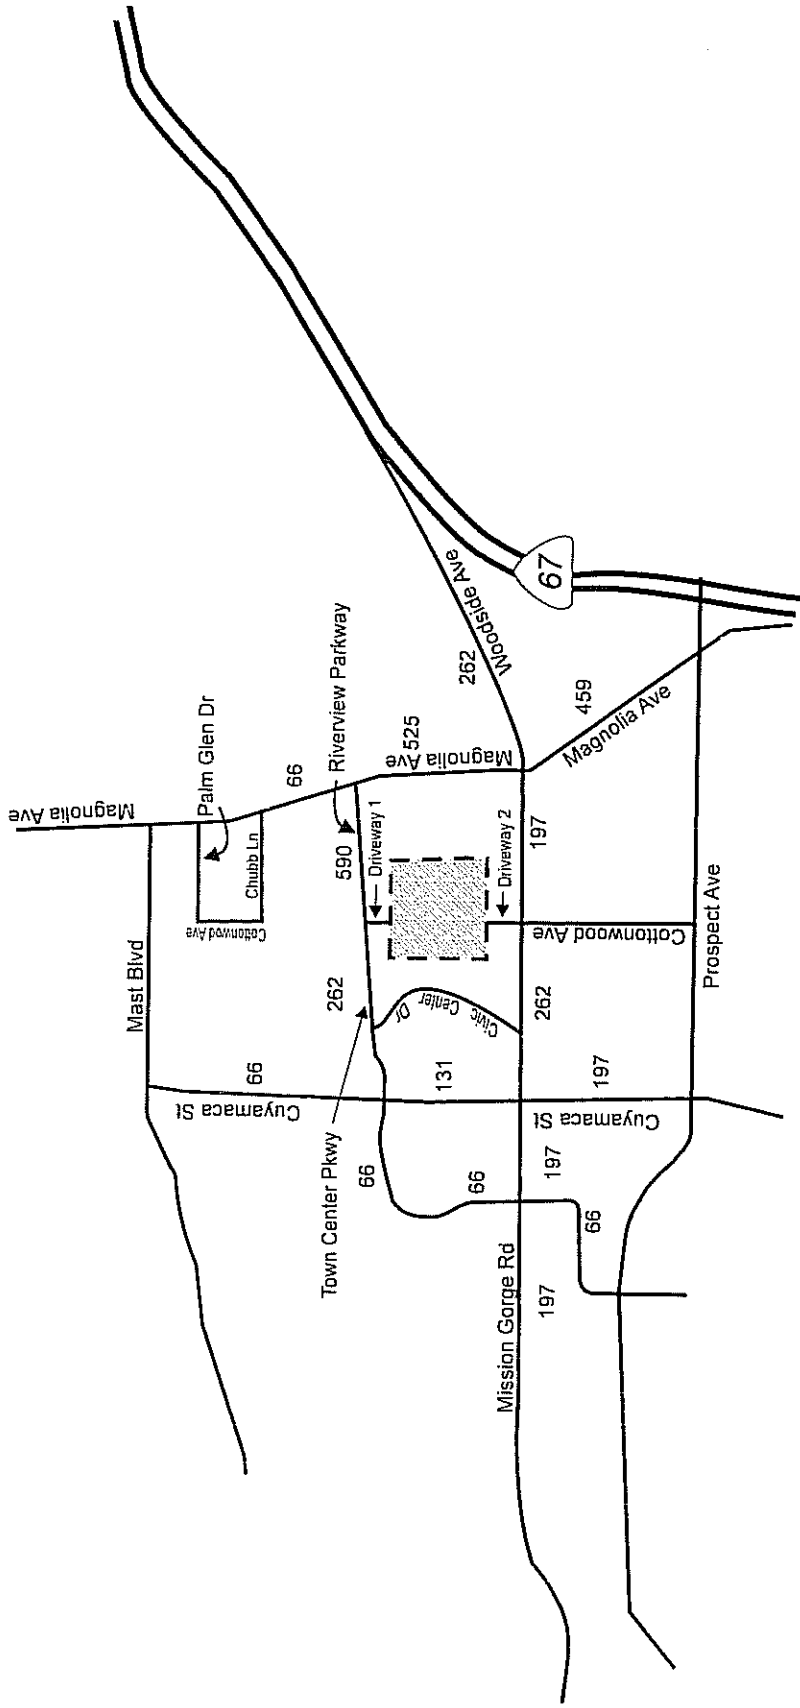 Magnolia Ave
Palm Glen Dr
Chubb Ln
Cottonwood Ave
Mast Blvd
66
Riverview Parkway
525
Magnolia Ave
262
Woodside Ave
67
459
Magnolia Ave
590
Driveway 1
Driveway 2
197
262
Town Center Pkwy
Civic Center Dr
262
Cottonwood Ave
Prospect Ave
66
Cuyamaca St
131
197
Cuyamaca St
66
66
197
66
Mission Gorge Rd
197